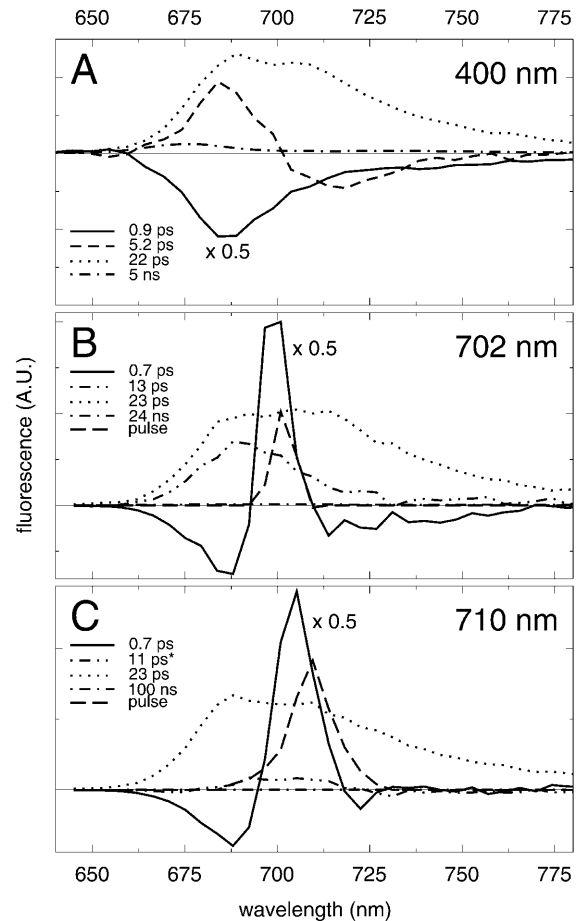 650 675 700 725 750 780
A 400 nm
0.9 ps
5.2 ps
22 ps
5 ns
x 0.5
B 702 nm
x 0.5
0.7 ps
13 ps
23 ps
24 ns
pulse
C 710 nm
x 0.5
0.7 ps
11 ps*
23 ps
100 ns
pulse
fluorescence (A.U.)
650 675 700 725 750 780
wavelength (nm)